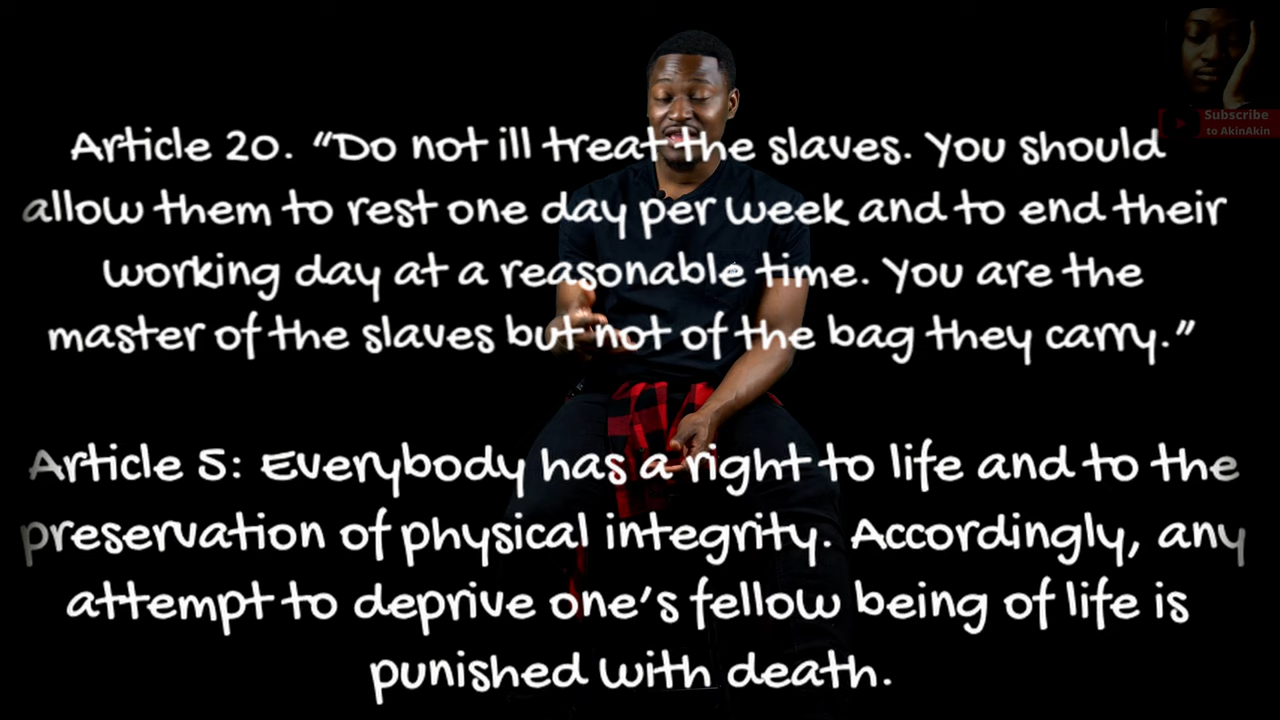 Subscribe
to AkinAkin
Article 20. “Do not ill treat the slaves. You should
allow them to rest one day per week and to end their
working day at a reasonable time. You are the
master of the slaves but not of the bag they carry.”
Article 5: Everybody has a right to life and to the
preservation of physical integrity. Accordingly, any
attempt to deprive one’s fellow being of life is
punished with death.